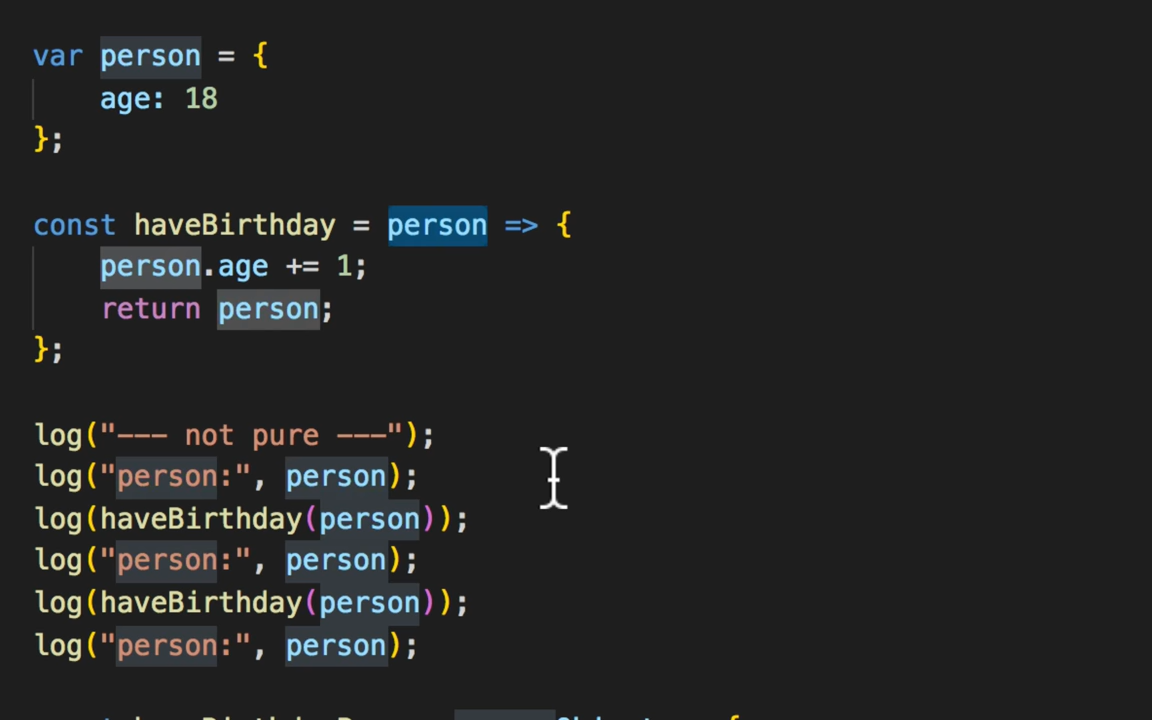 var person = {
    age: 18
};
const haveBirthday = person => {
    person.age += 1;
    return person;
};
log("--- not pure ---");
log("person:", person);
log(haveBirthday(person));
log("person:", person);
log(haveBirthday(person));
log("person:", person);